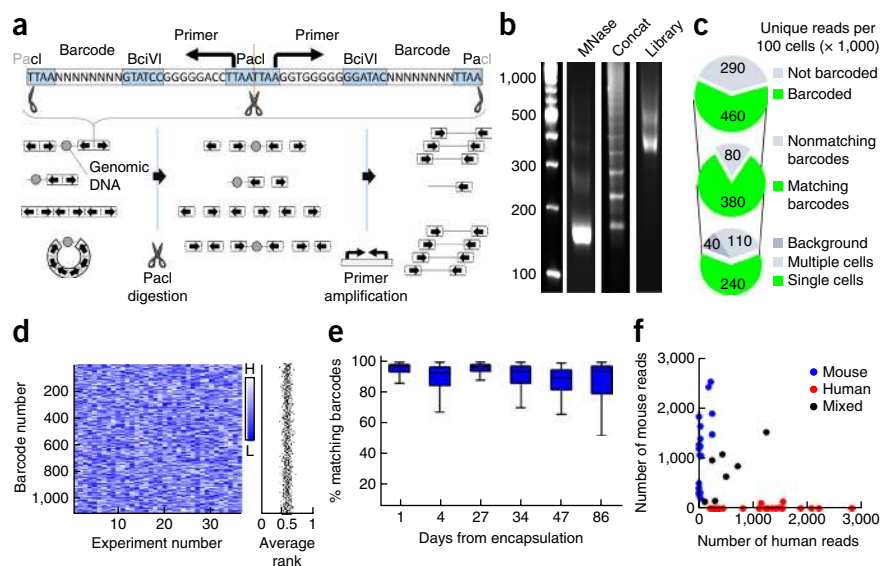 a
Primer
Primer
PacI
Barcode
BciVI
PacI
BciVI
Barcode
PacI
TTAANNNNNNNNGTATCCGGGGGGACCTTAATTAAGGTGGGGGGGGATACNNNNNNNNTTAA
Genomic
DNA
PacI
digestion
Primer
amplification
b
MNase
Concat
Library
1,000
500
300
200
100
c
Unique reads per
100 cells (× 1,000)
290
Not barcoded
Barcoded
460
80
Nonmatching
barcodes
Matching
barcodes
380
40
110
Background
Multiple cells
Single cells
240
d
H
L
Barcode number
200
400
600
800
1,000
10
20
30
Experiment number
0
0.5
1
Average
rank
e
% matching barcodes
100
80
60
40
20
1
4
27
34
47
86
Days from encapsulation
f
Number of mouse reads
3,000
2,000
1,000
0
Mouse
Human
Mixed
0
1,000
2,000
3,000
Number of human reads